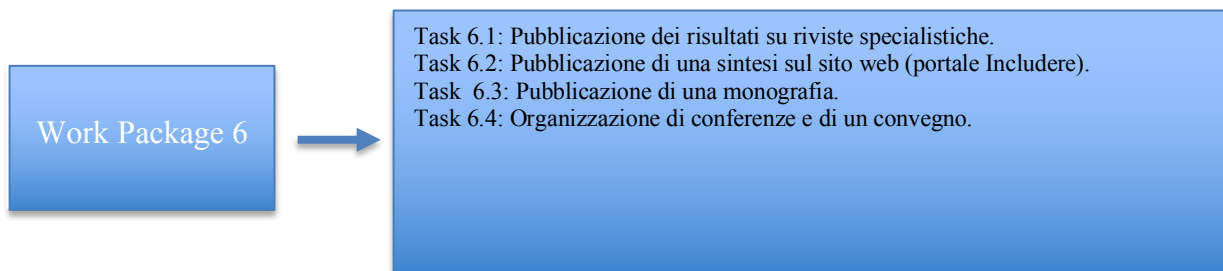 Work Package 6
Task 6.1: Pubblicazione dei risultati su riviste specialistiche.
Task 6.2: Pubblicazione di una sintesi sul sito web (portale Includere).
Task  6.3: Pubblicazione di una monografia.
Task 6.4: Organizzazione di conferenze e di un convegno.